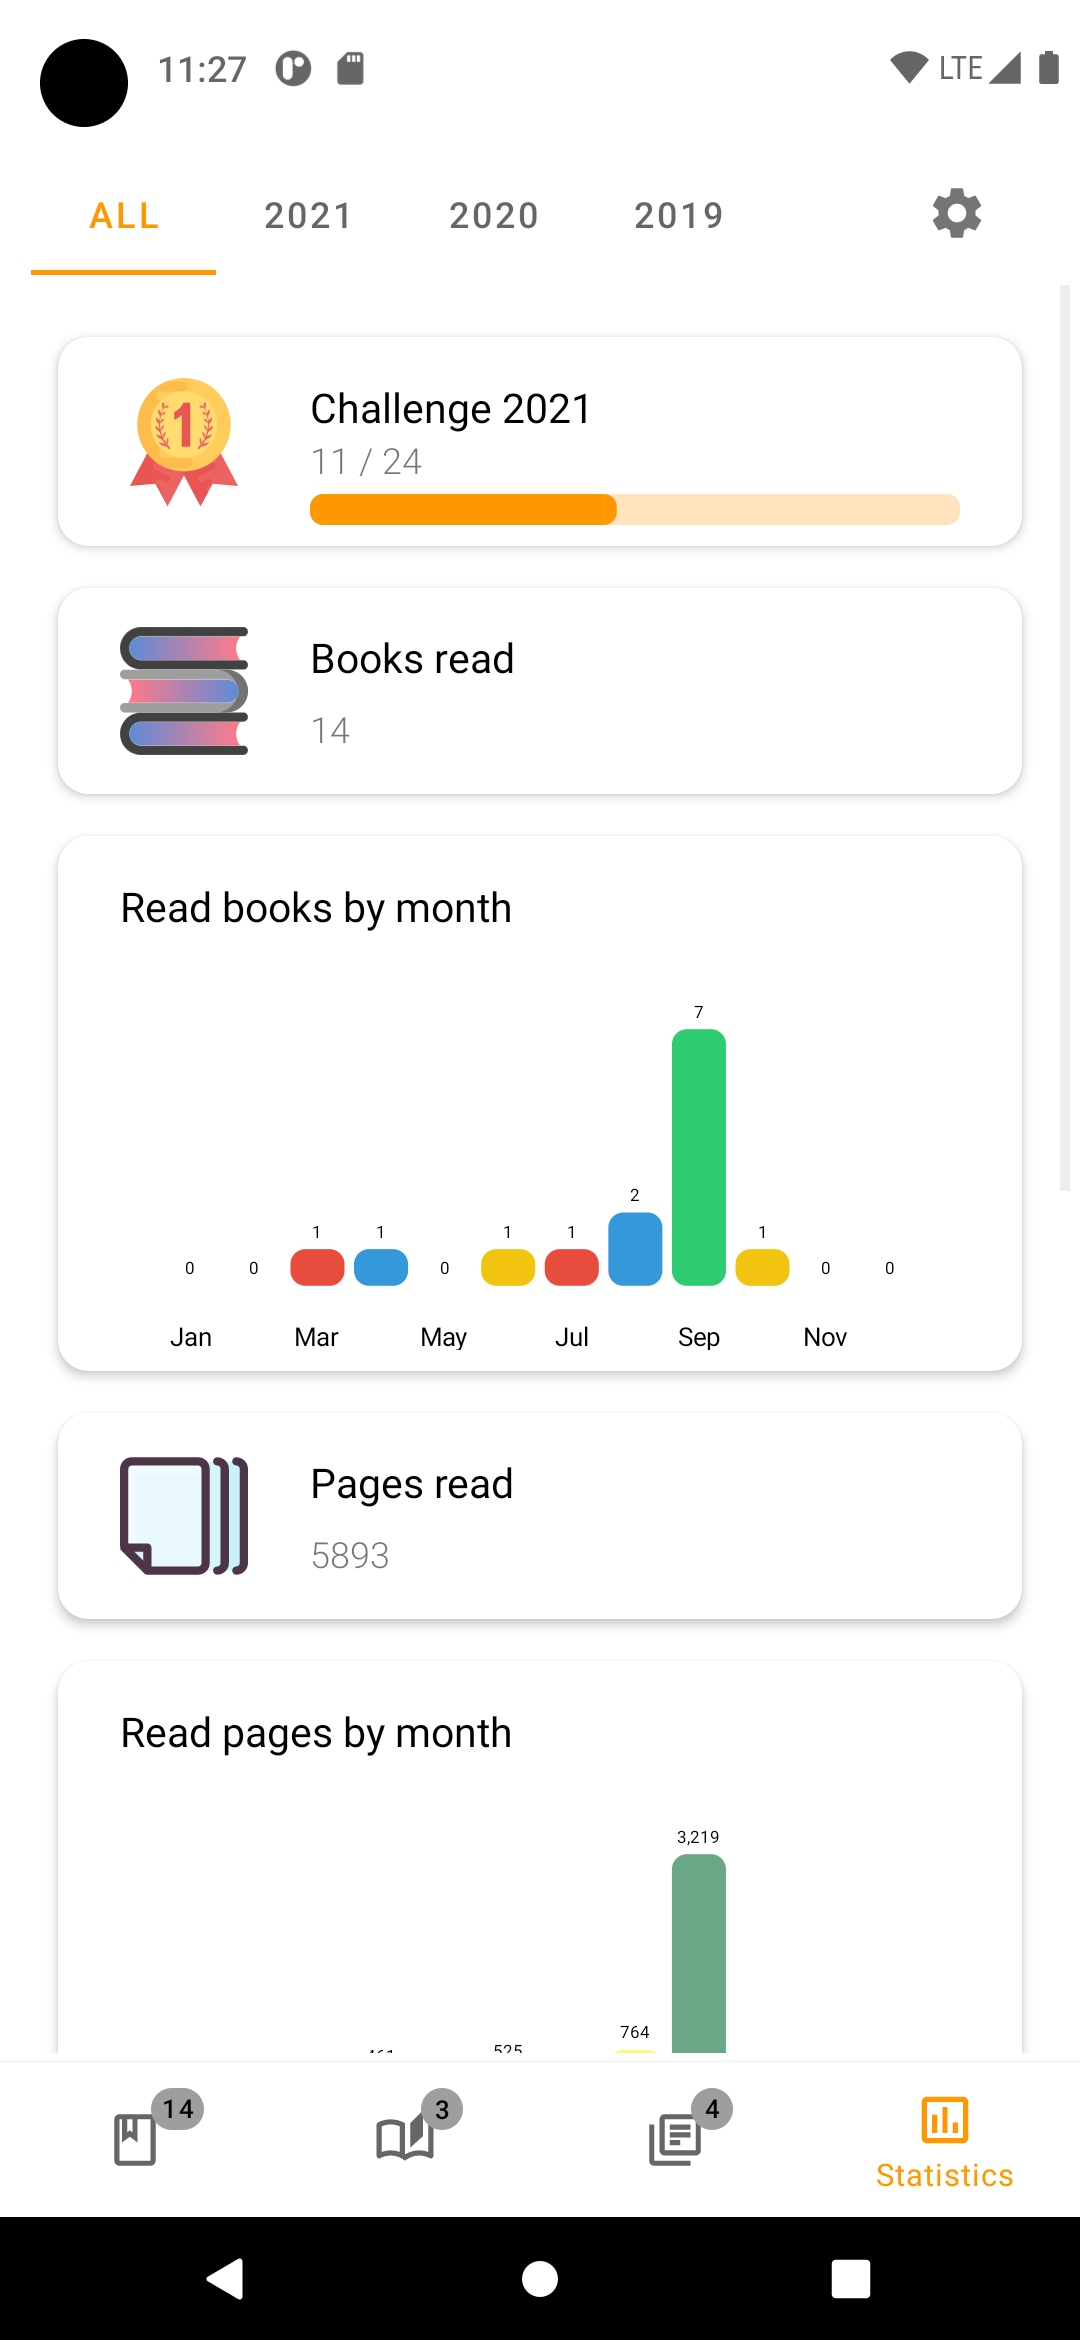 11:27 LTE
ALL 2021 2020 2019
1
Challenge 2021
11 / 24
Books read
14
Read books by month
7
2
1 1 1 1 1
0 0 0 0 0
Jan Mar May Jul Sep Nov
Pages read
5893
Read pages by month
3,219
764
525
14 3 4
Statistics